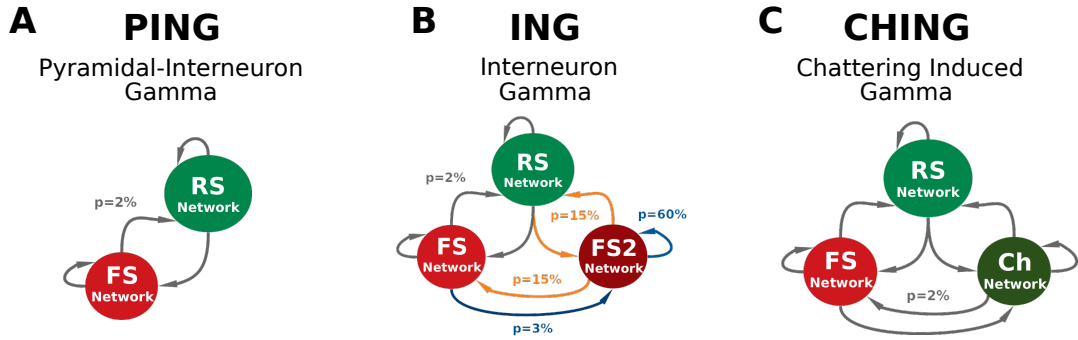 A
PING
Pyramidal-Interneuron
Gamma
RS
Network
p=2%
FS
Network
B
ING
Interneuron
Gamma
RS
Network
p=2%
p=15%
p=60%
FS
Network
FS2
Network
p=15%
p=3%
C
CHING
Chattering Induced
Gamma
RS
Network
FS
Network
Ch
Network
p=2%